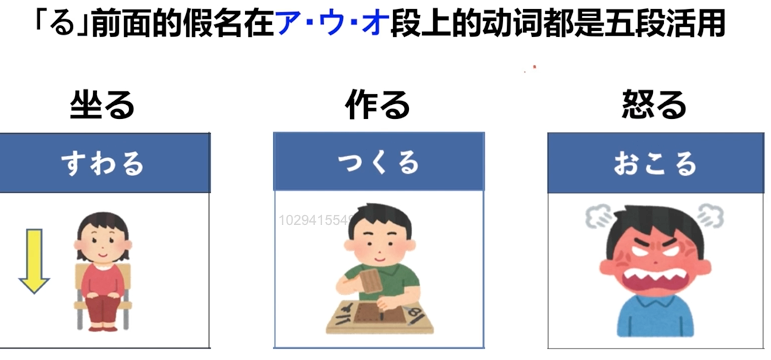 「る」前面的假名在ア・ウ・オ段上的动词都是五段活用
坐る
作る
怒る
すわる
つくる
おこる